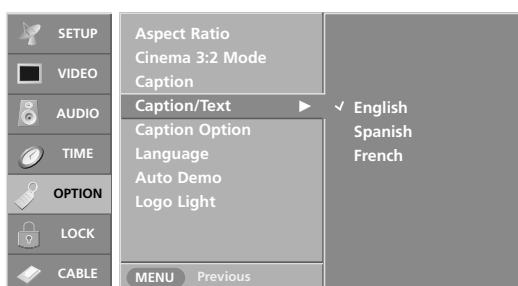 SETUP
VIDEO
AUDIO
TIME
OPTION
LOCK
CABLE
Aspect Ratio
Cinema 3:2 Mode
Caption
Caption/Text
Caption Option
Language
Auto Demo
Logo Light
MENU Previous
English
Spanish
French